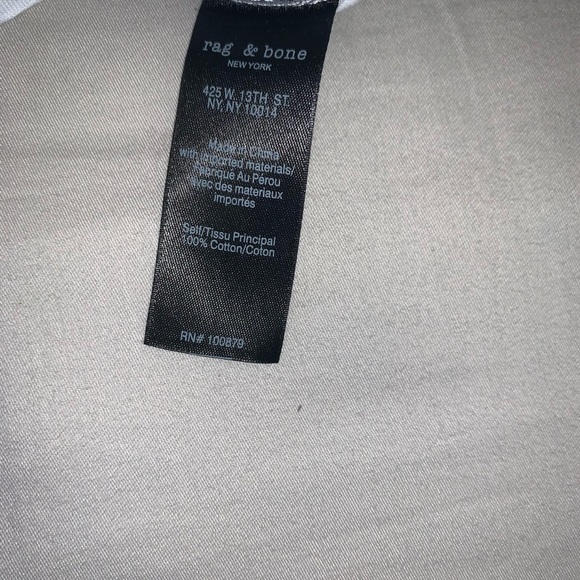 rag & bone
NEW YORK
425 W. 13TH ST.
NY, NY 10014
Made in China
with imported materials/
Fabriqué Au Pérou
avec des materiaux
importés
Self/Tissu Principal
100% Cotton/Coton
RN# 100879